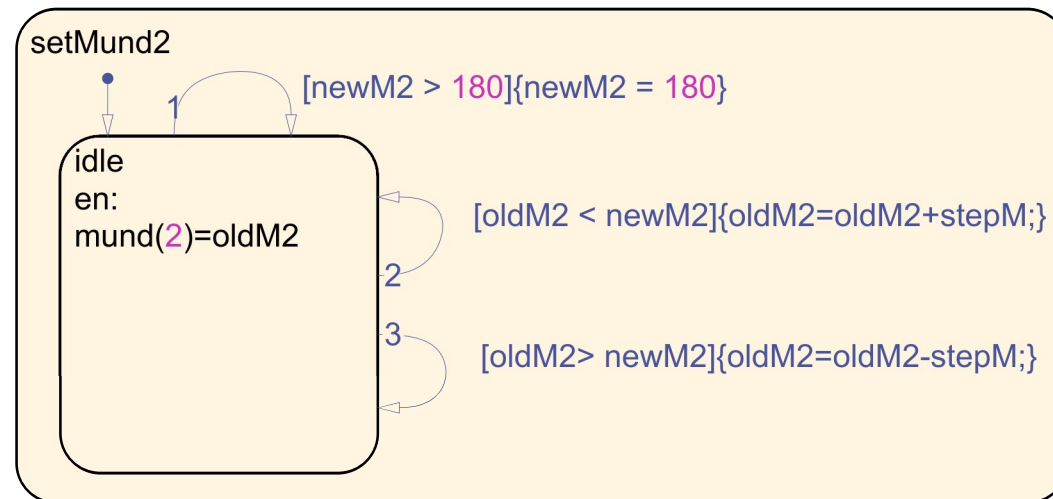 setMund2
1
[newM2 > 180]{newM2 = 180}
idle
en:
mund(2)=oldM2
[oldM2 < newM2]{oldM2=oldM2+stepM;}
2
3
[oldM2> newM2]{oldM2=oldM2-stepM;}